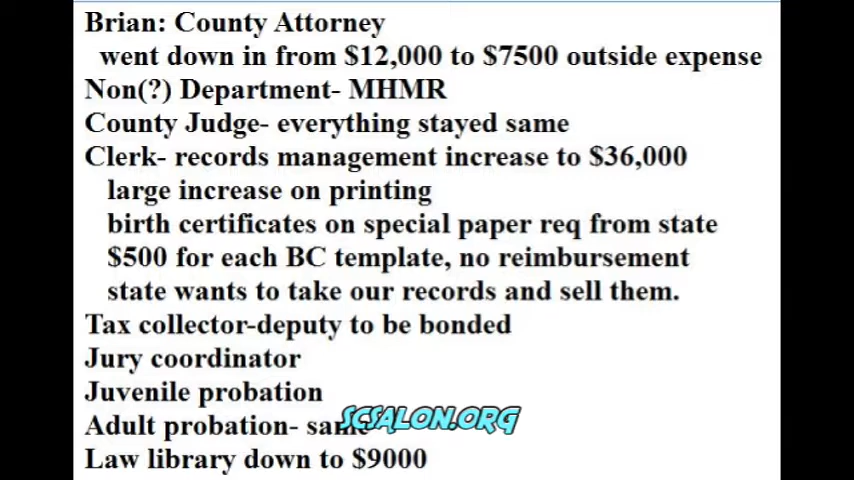 Brian: County Attorney
went down in from $12,000 to $7500 outside expense
Non(?) Department- MHMR
County Judge- everything stayed same
Clerk- records management increase to $36,000
large increase on printing
birth certificates on special paper req from state
$500 for each BC template, no reimbursement
state wants to take our records and sell them.
Tax collector-deputy to be bonded
Jury coordinator
Juvenile probation
Adult probation- same
SCSALON.ORG
Law library down to $9000